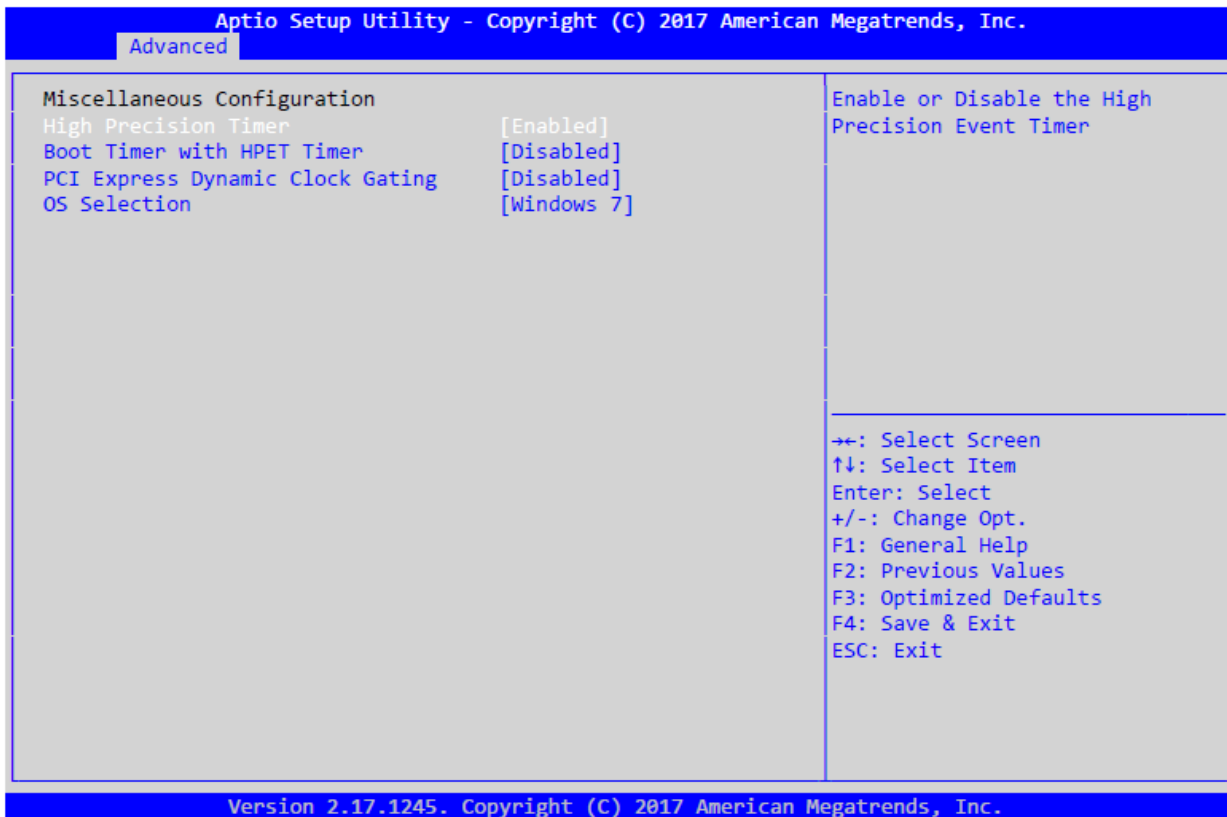 Aptio Setup Utility - Copyright (C) 2017 American Megatrends, Inc.
Advanced
Miscellaneous Configuration
High Precision Timer [Enabled]
Boot Timer with HPET Timer [Disabled]
PCI Express Dynamic Clock Gating [Disabled]
OS Selection [Windows 7]
Enable or Disable the High
Precision Event Timer
→←: Select Screen
↑↓: Select Item
Enter: Select
+/-: Change Opt.
F1: General Help
F2: Previous Values
F3: Optimized Defaults
F4: Save & Exit
ESC: Exit
Version 2.17.1245. Copyright (C) 2017 American Megatrends, Inc.